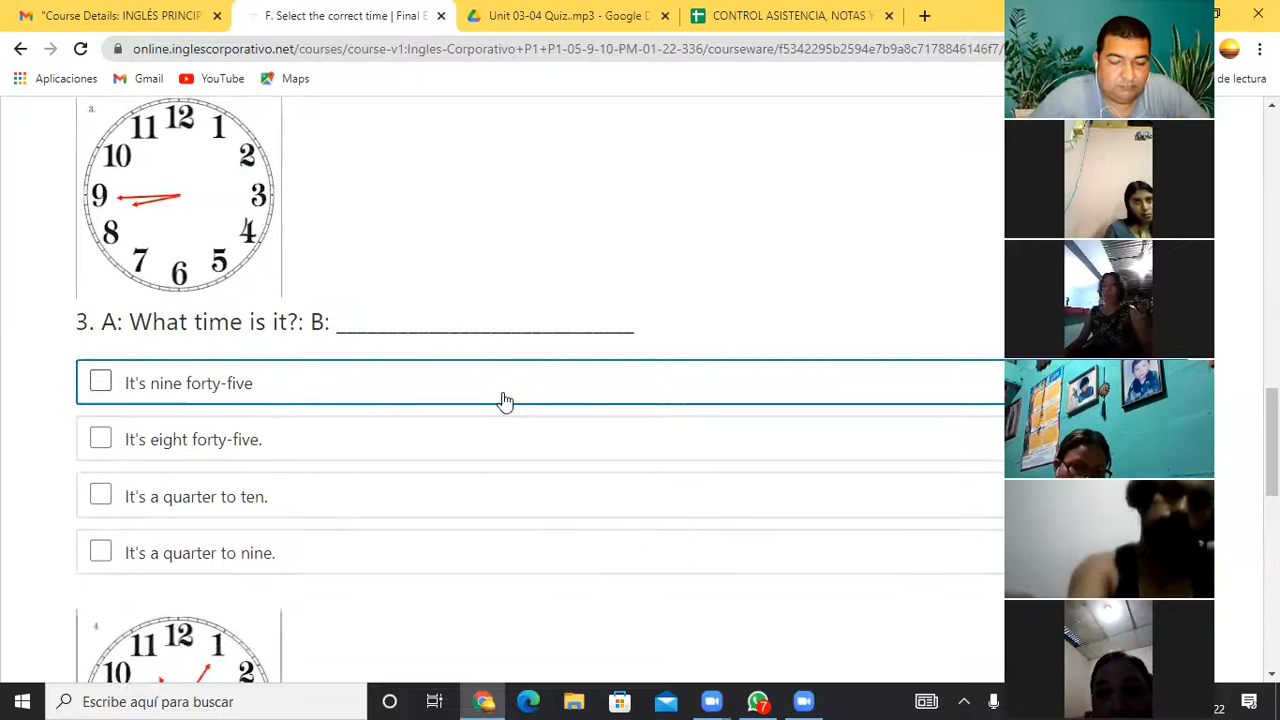 "Course Details: INGLÉS PRINCIPI
F. Select the correct time | Final E
Unit 03-04 Quiz..mp3 - Google D
CONTROL ASISTENCIA, NOTAS Y
online.inglescorporativo.net/courses/course-v1:Ingles-Corporativo+P1+P1-05-9-10-PM-01-22-336/courseware/f5342295b2594e7b9a8c7178846146f7/
Aplicaciones
Gmail
YouTube
Maps
de lectura
3.
12
11
1
10
2
9
3
8
4
7
5
6
3. A: What time is it?: B: ___________________________
It's nine forty-five
It's eight forty-five.
It's a quarter to ten.
It's a quarter to nine.
4.
12
11
1
10
2
Escribe aquí para buscar
7
22